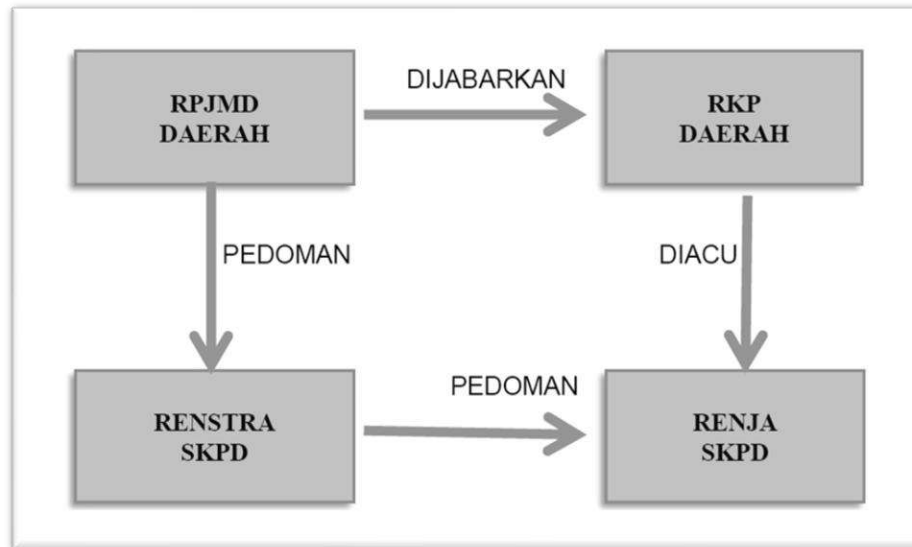 RPJMD
DAERAH
DIJABARKAN
RKP
DAERAH
PEDOMAN
DIACU
RENSTRA
SKPD
PEDOMAN
RENJA
SKPD